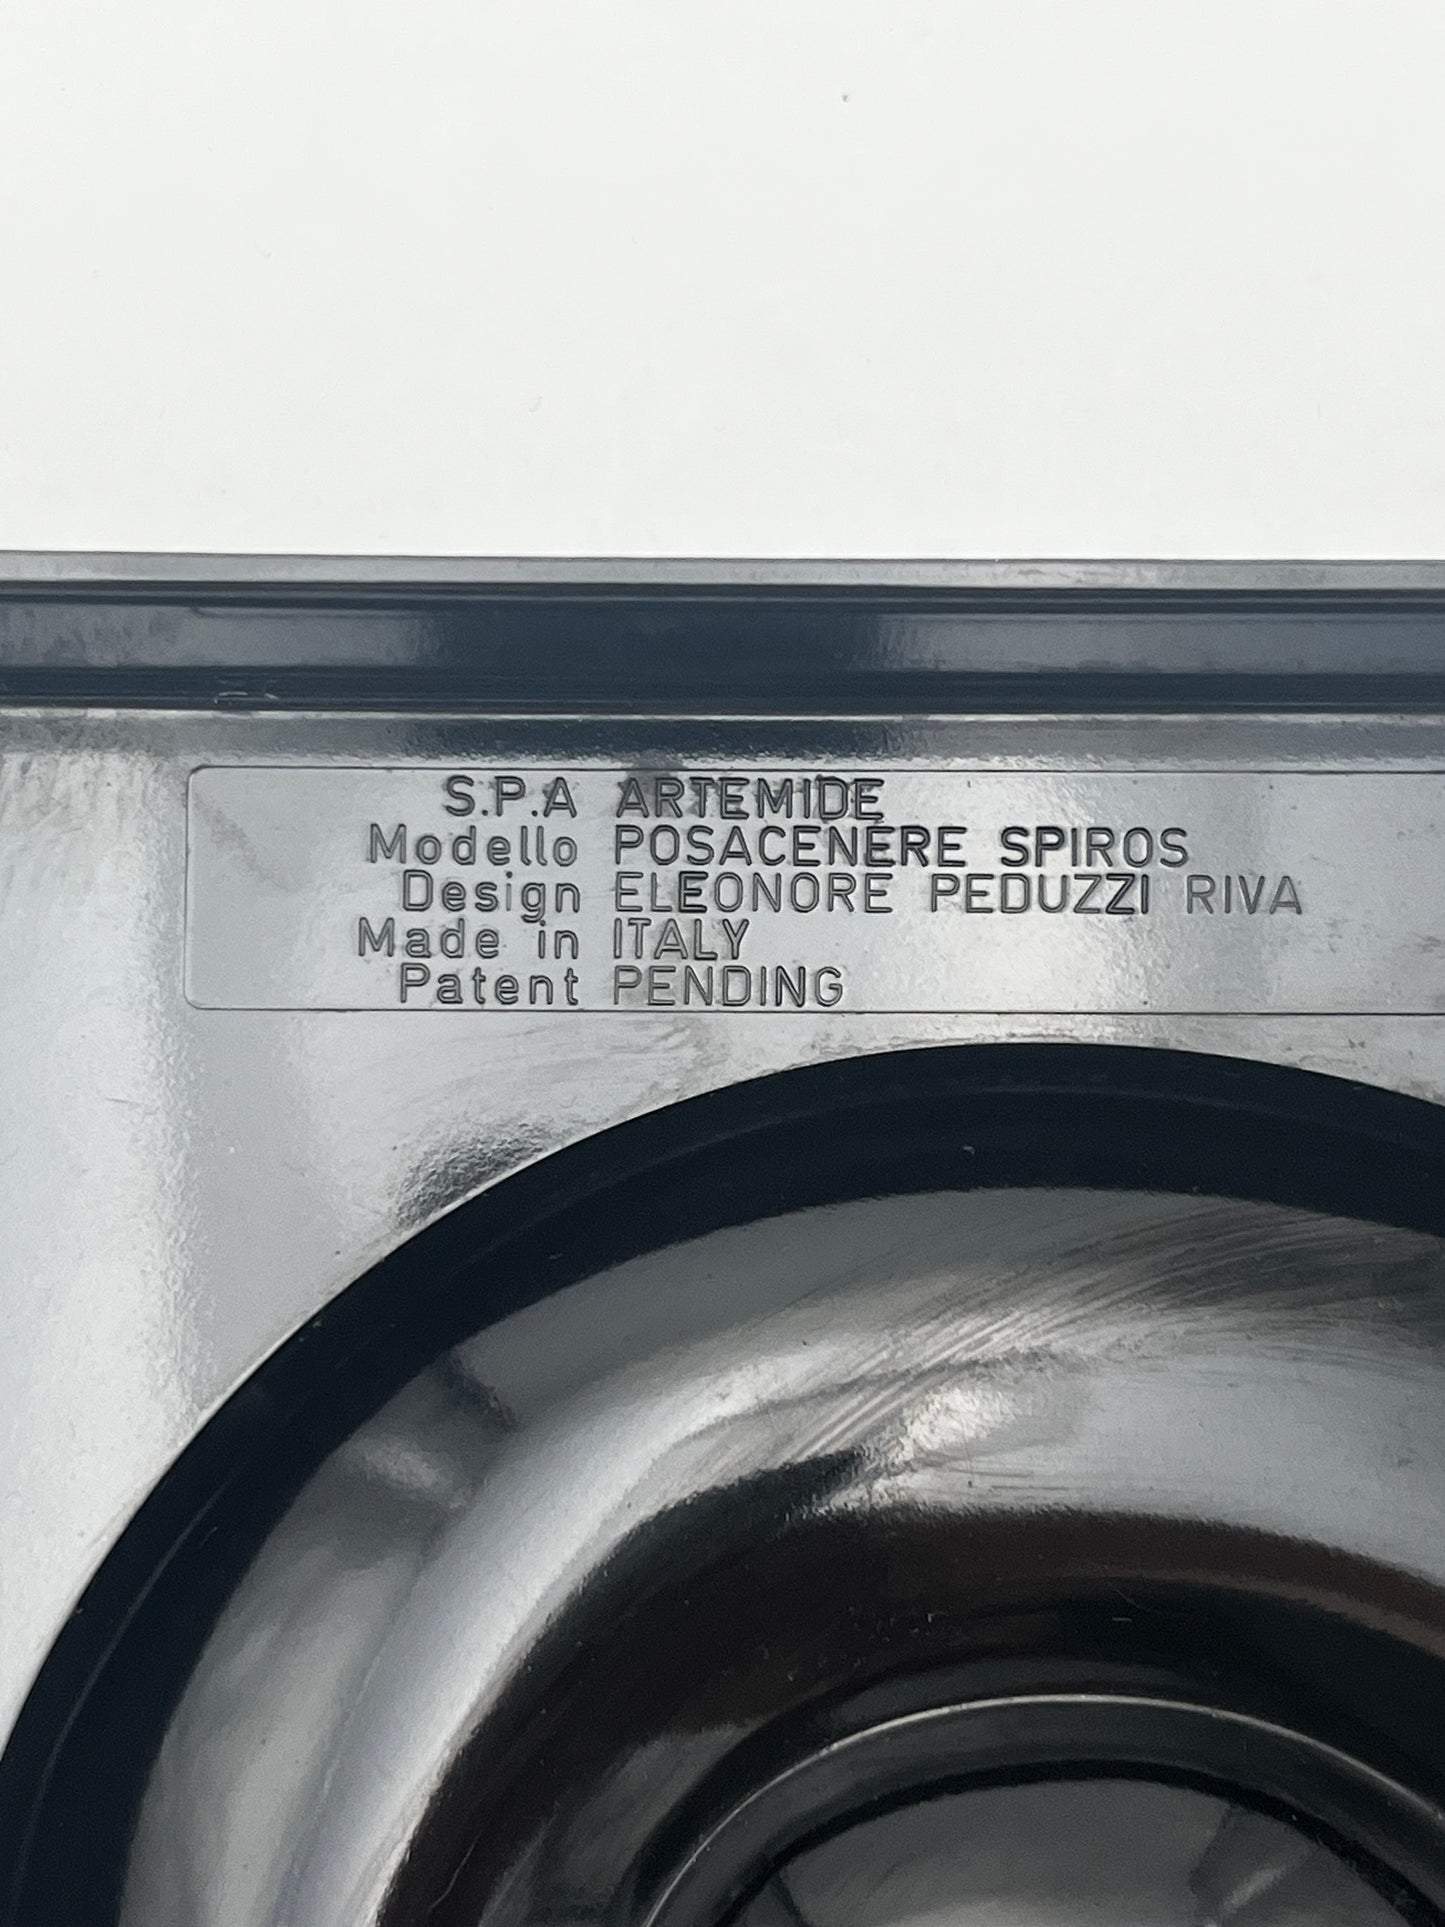 S.P.A ARTEMIDE
Modello POSACENERE SPIROS
Design ELEONORE PEDUZZI RIVA
Made in ITALY
Patent PENDING